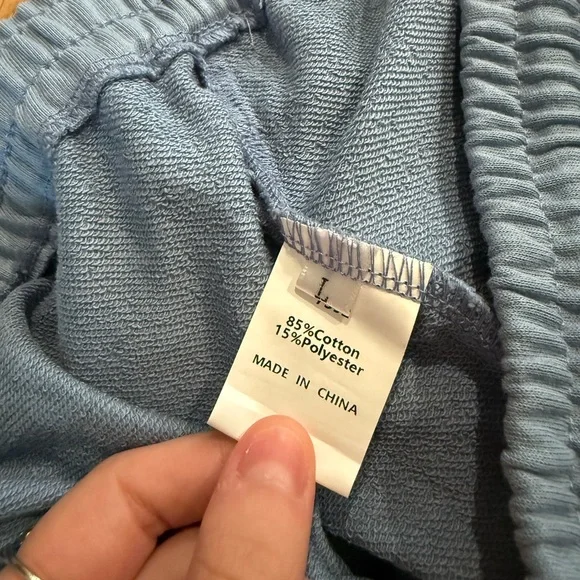 L
85%Cotton
15%Polyester
MADE IN CHINA